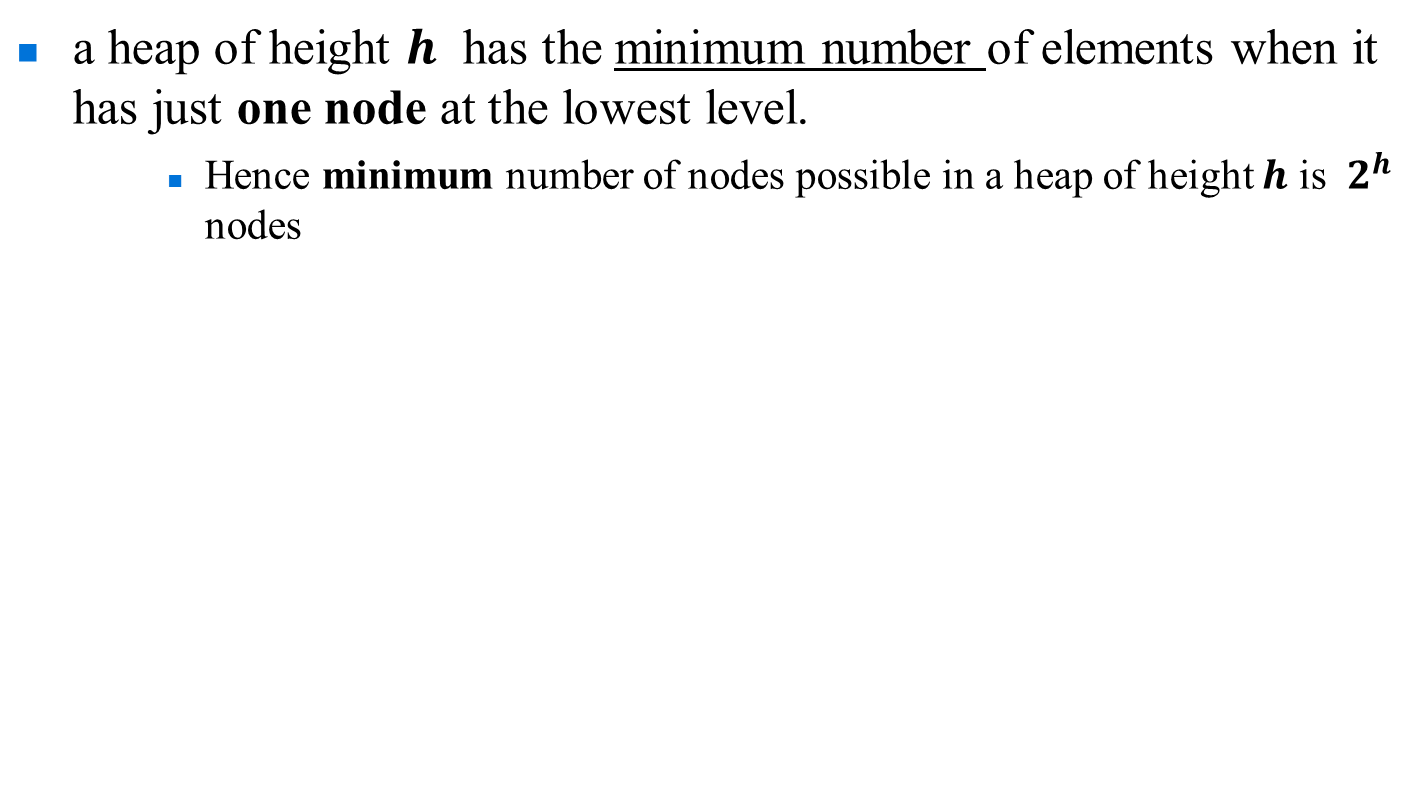 ▪ a heap of height h has the minimum number of elements when it
has just one node at the lowest level.
▪ Hence minimum number of nodes possible in a heap of height h is 2^h
nodes